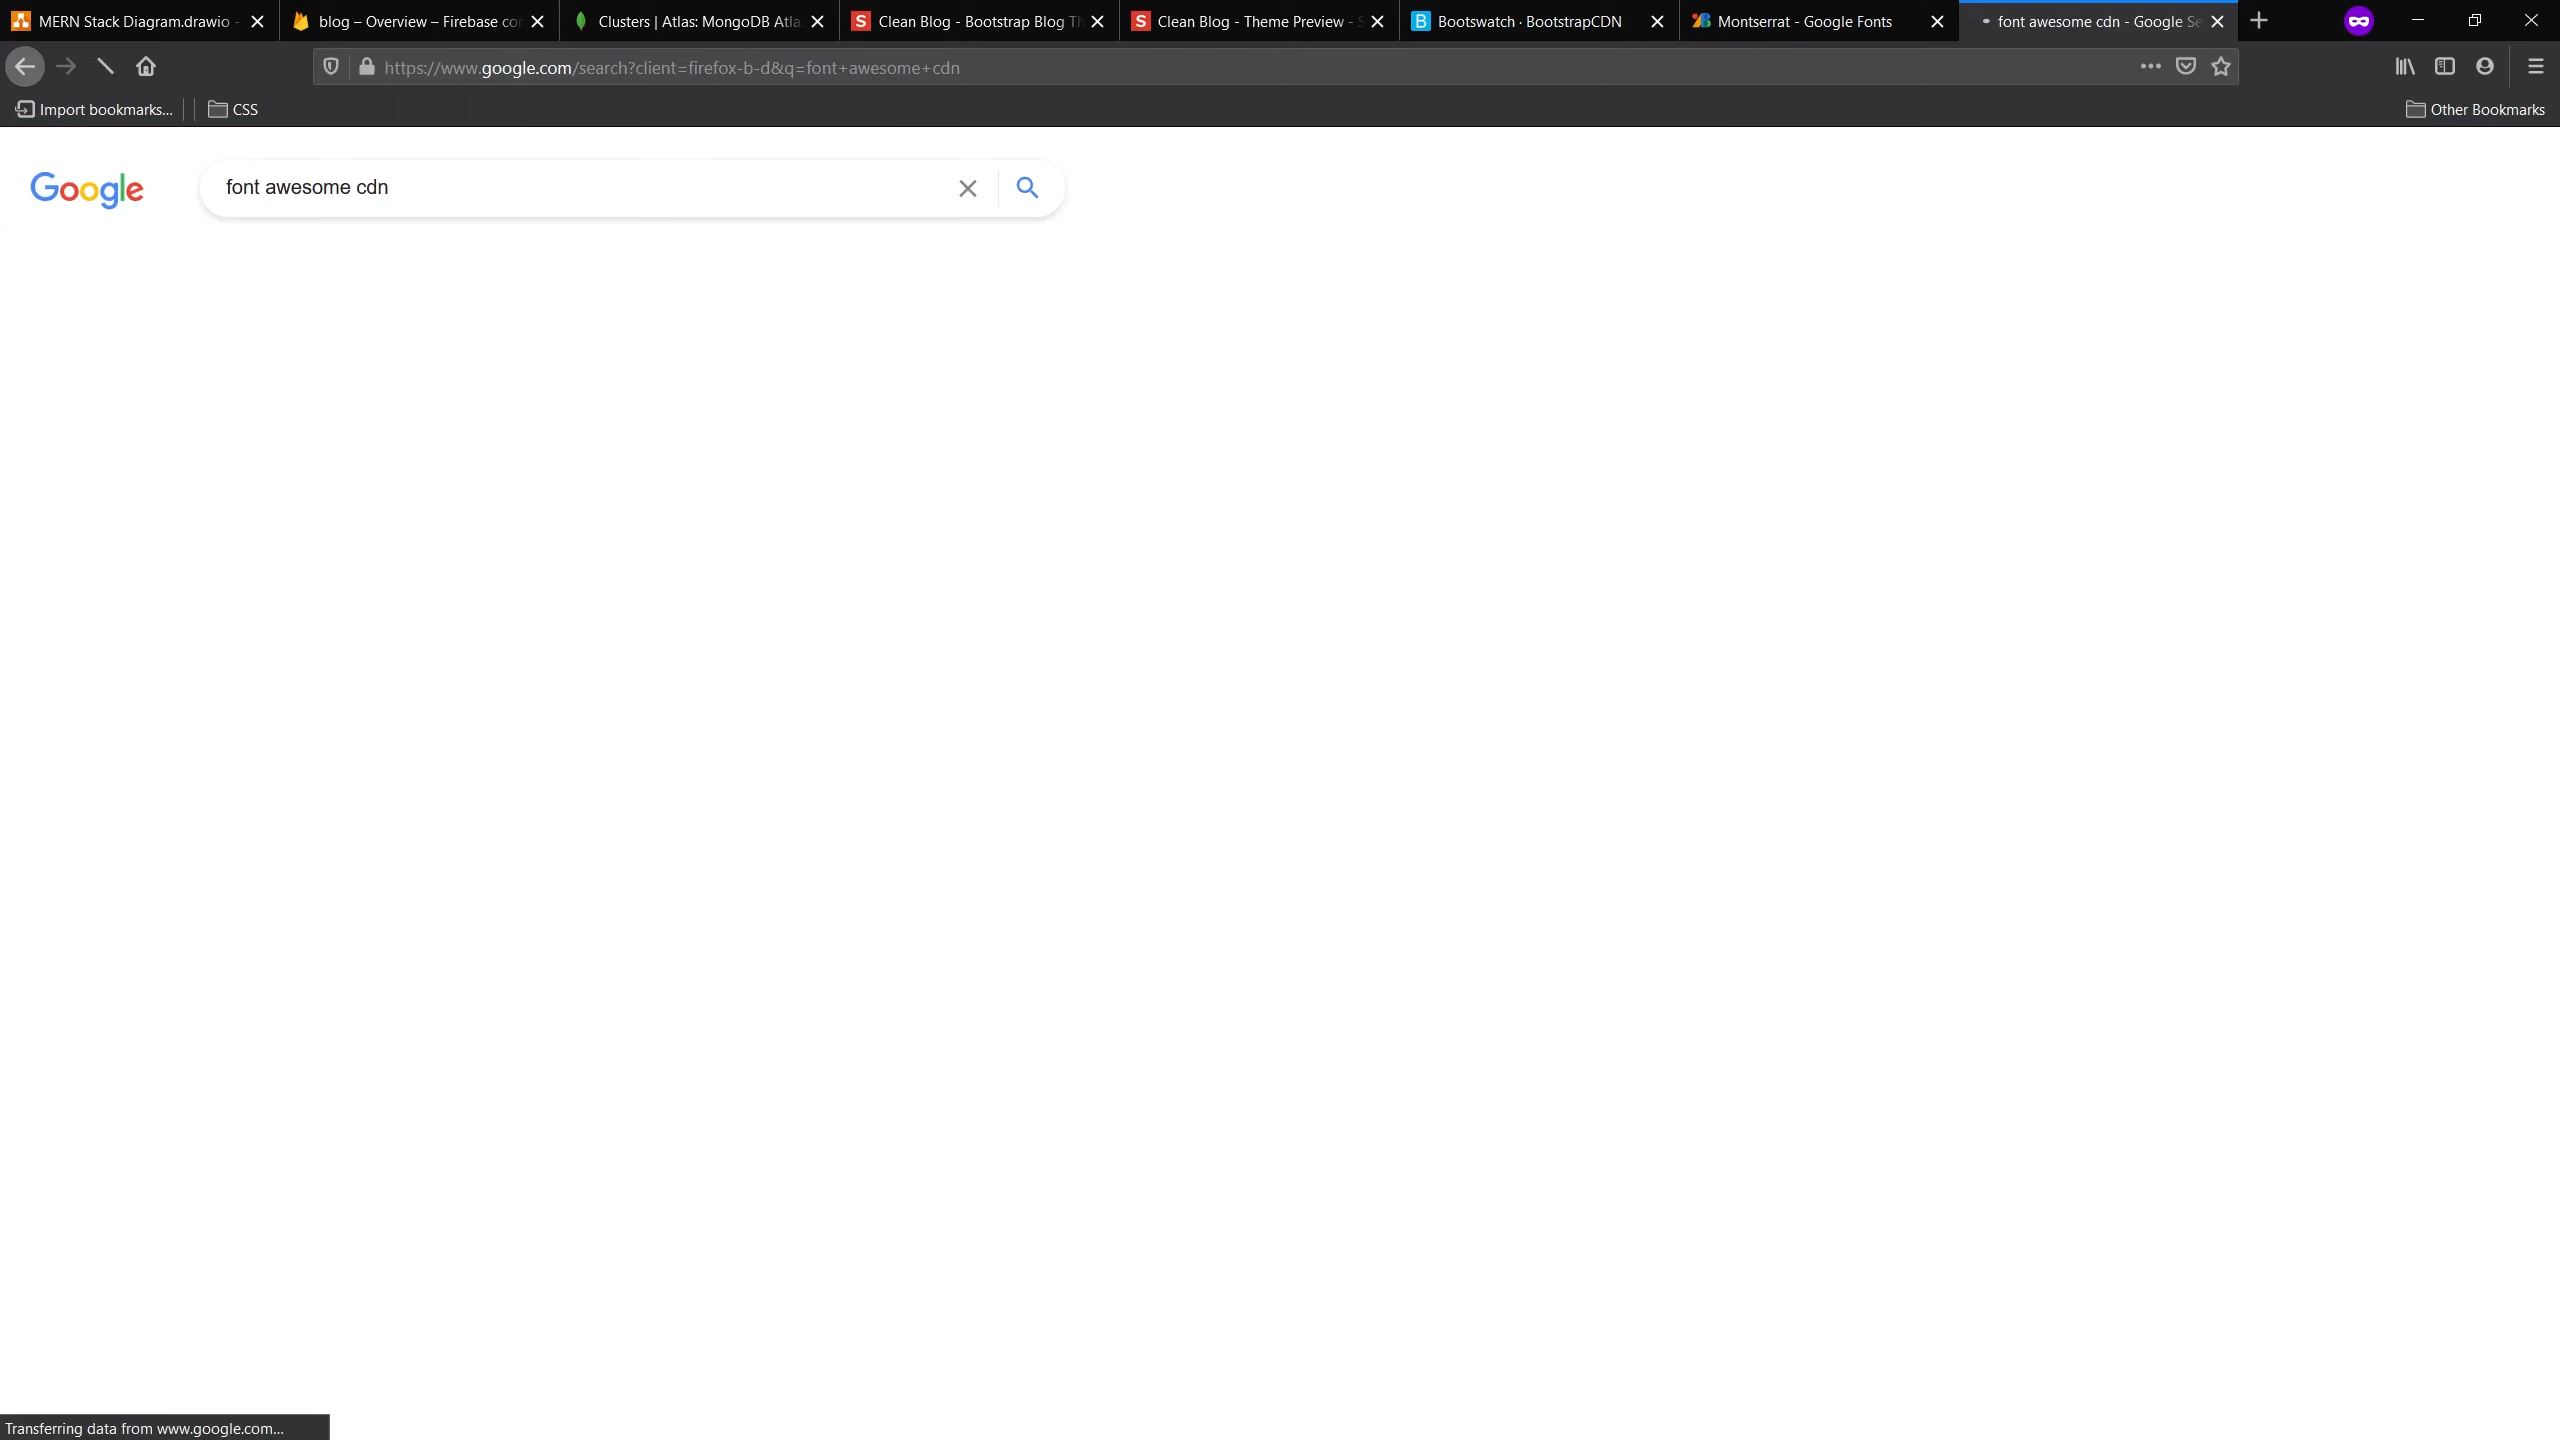 MERN Stack Diagram.drawio -
blog – Overview – Firebase con
Clusters | Atlas: MongoDB Atla
Clean Blog - Bootstrap Blog Th
Clean Blog - Theme Preview - S
Bootswatch · BootstrapCDN
Montserrat - Google Fonts
font awesome cdn - Google Se
https://www.google.com/search?client=firefox-b-d&q=font+awesome+cdn
Import bookmarks...
CSS
Other Bookmarks
Google
font awesome cdn
Transferring data from www.google.com...